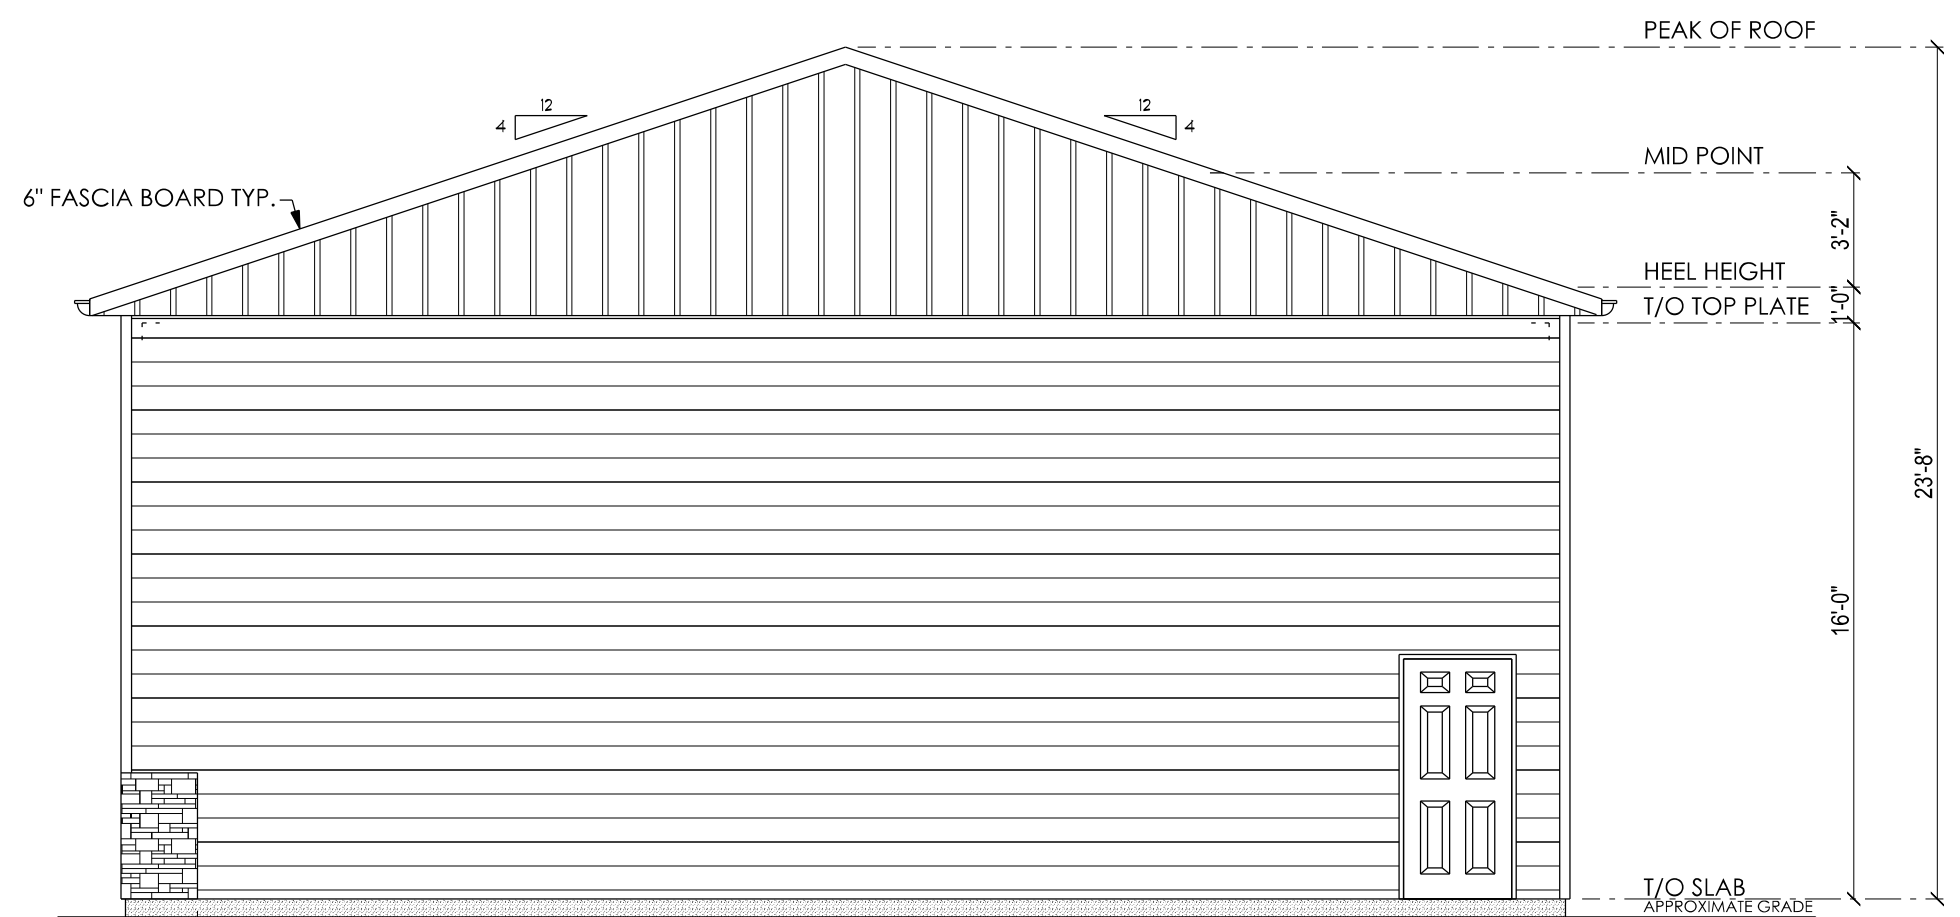 PEAK OF ROOF
12
4
12
4
MID POINT
6" FASCIA BOARD TYP.
3'-2"
HEEL HEIGHT
1'-0"
T/O TOP PLATE
23'-8"
16'-0"
T/O SLAB
APPROXIMATE GRADE